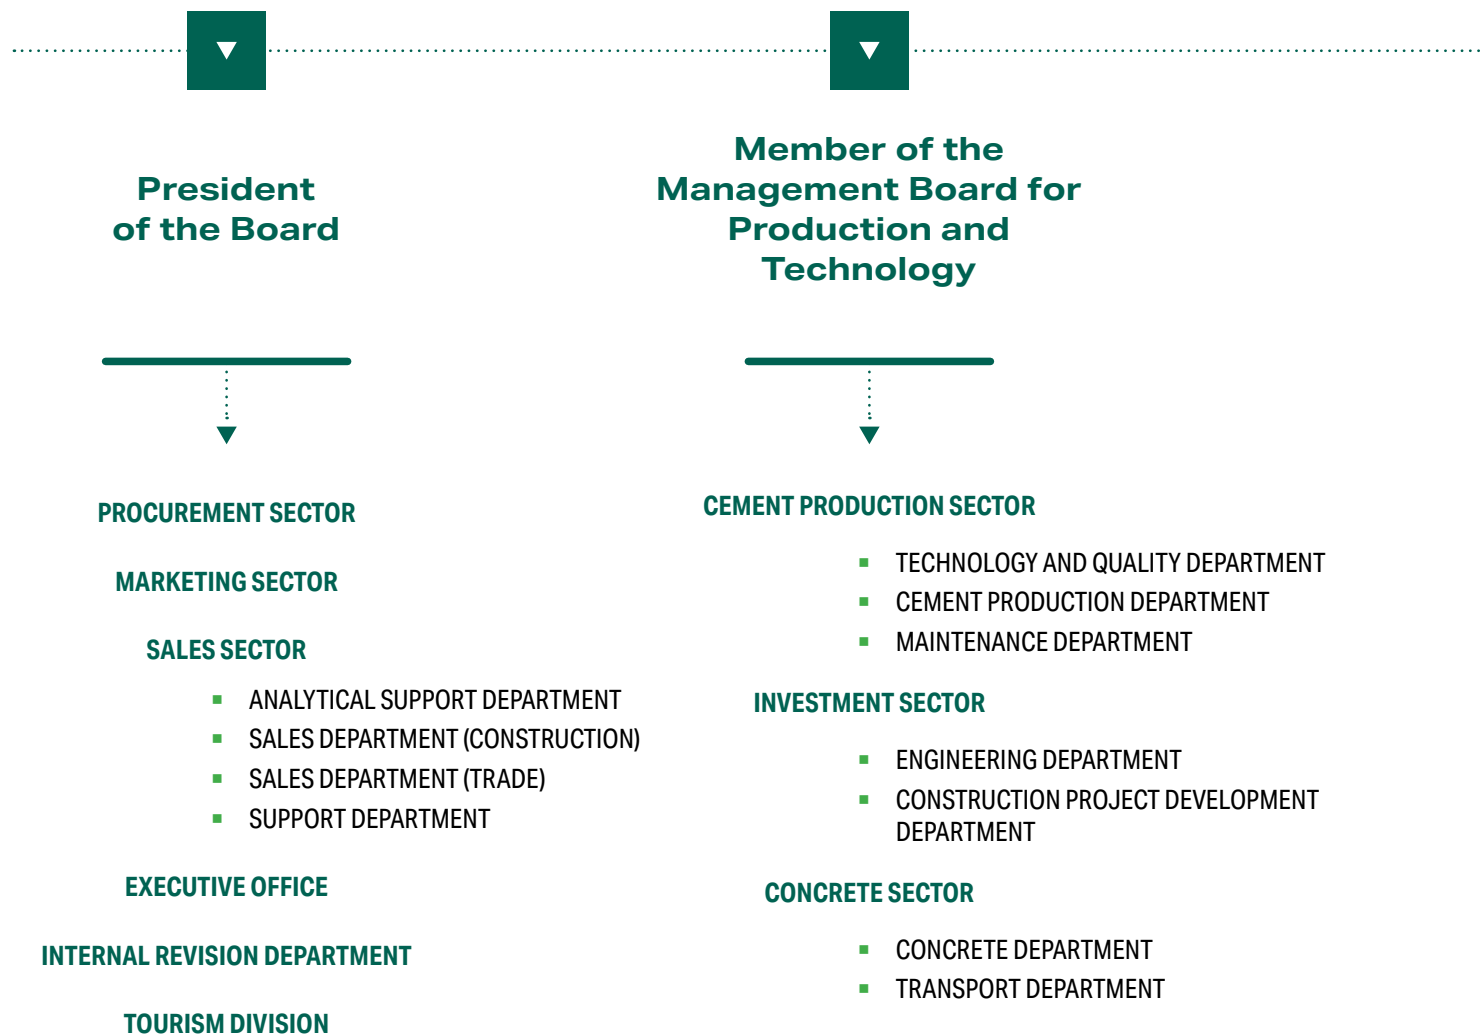 President
of the Board
PROCUREMENT SECTOR
MARKETING SECTOR
SALES SECTOR
ANALYTICAL SUPPORT DEPARTMENT
SALES DEPARTMENT (CONSTRUCTION)
SALES DEPARTMENT (TRADE)
SUPPORT DEPARTMENT
EXECUTIVE OFFICE
INTERNAL REVISION DEPARTMENT
TOURISM DIVISION
Member of the
Management Board for
Production and
Technology
CEMENT PRODUCTION SECTOR
TECHNOLOGY AND QUALITY DEPARTMENT
CEMENT PRODUCTION DEPARTMENT
MAINTENANCE DEPARTMENT
INVESTMENT SECTOR
ENGINEERING DEPARTMENT
CONSTRUCTION PROJECT DEVELOPMENT
DEPARTMENT
CONCRETE SECTOR
CONCRETE DEPARTMENT
TRANSPORT DEPARTMENT